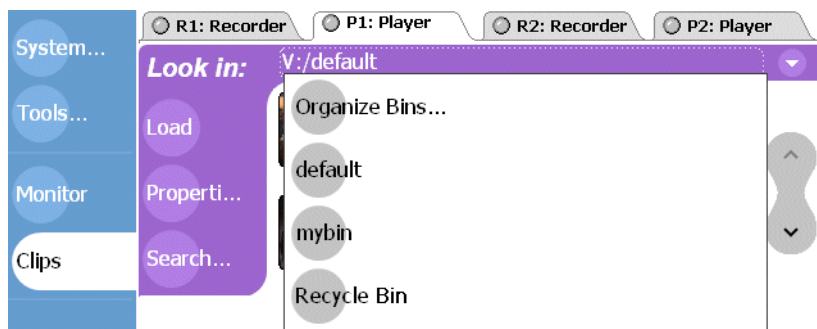 R1: Recorder
P1: Player
R2: Recorder
P2: Player
System...
Tools...
Monitor
Clips
Look in:
V:/default
Load
Properti...
Search...
Organize Bins...
default
mybin
Recycle Bin